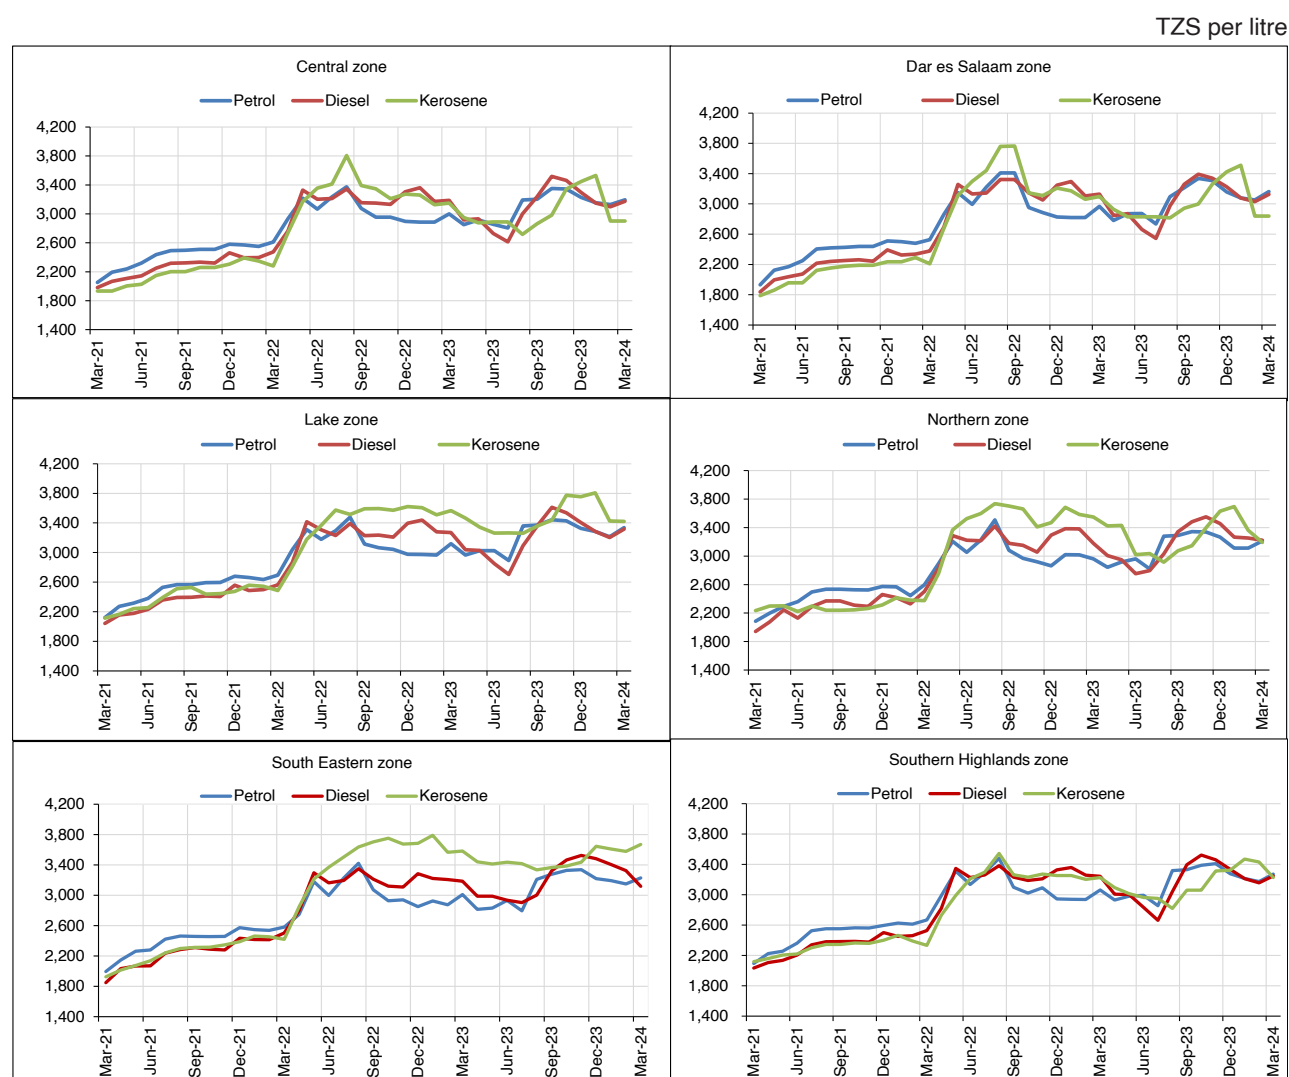 TZS per litre
Central zone
Petrol Diesel Kerosene
4,200
3,800
3,400
3,000
2,600
2,200
1,800
1,400
Mar-21 Jun-21 Sep-21 Dec-21 Mar-22 Jun-22 Sep-22 Dec-22 Mar-23 Jun-23 Sep-23 Dec-23 Mar-24
Dar es Salaam zone
Petrol Diesel Kerosene
4,200
3,800
3,400
3,000
2,600
2,200
1,800
1,400
Mar-21 Jun-21 Sep-21 Dec-21 Mar-22 Jun-22 Sep-22 Dec-22 Mar-23 Jun-23 Sep-23 Dec-23 Mar-24
Lake zone
Petrol Diesel Kerosene
4,200
3,800
3,400
3,000
2,600
2,200
1,800
1,400
Mar-21 Jun-21 Sep-21 Dec-21 Mar-22 Jun-22 Sep-22 Dec-22 Mar-23 Jun-23 Sep-23 Dec-23 Mar-24
Northern zone
Petrol Diesel Kerosene
4,200
3,800
3,400
3,000
2,600
2,200
1,800
1,400
Mar-21 Jun-21 Sep-21 Dec-21 Mar-22 Jun-22 Sep-22 Dec-22 Mar-23 Jun-23 Sep-23 Dec-23 Mar-24
South Eastern zone
Petrol Diesel Kerosene
4,200
3,800
3,400
3,000
2,600
2,200
1,800
1,400
Mar-21 Jun-21 Sep-21 Dec-21 Mar-22 Jun-22 Sep-22 Dec-22 Mar-23 Jun-23 Sep-23 Dec-23 Mar-24
Southern Highlands zone
Petrol Diesel Kerosene
4,200
3,800
3,400
3,000
2,600
2,200
1,800
1,400
Mar-21 Jun-21 Sep-21 Dec-21 Mar-22 Jun-22 Sep-22 Dec-22 Mar-23 Jun-23 Sep-23 Dec-23 Mar-24